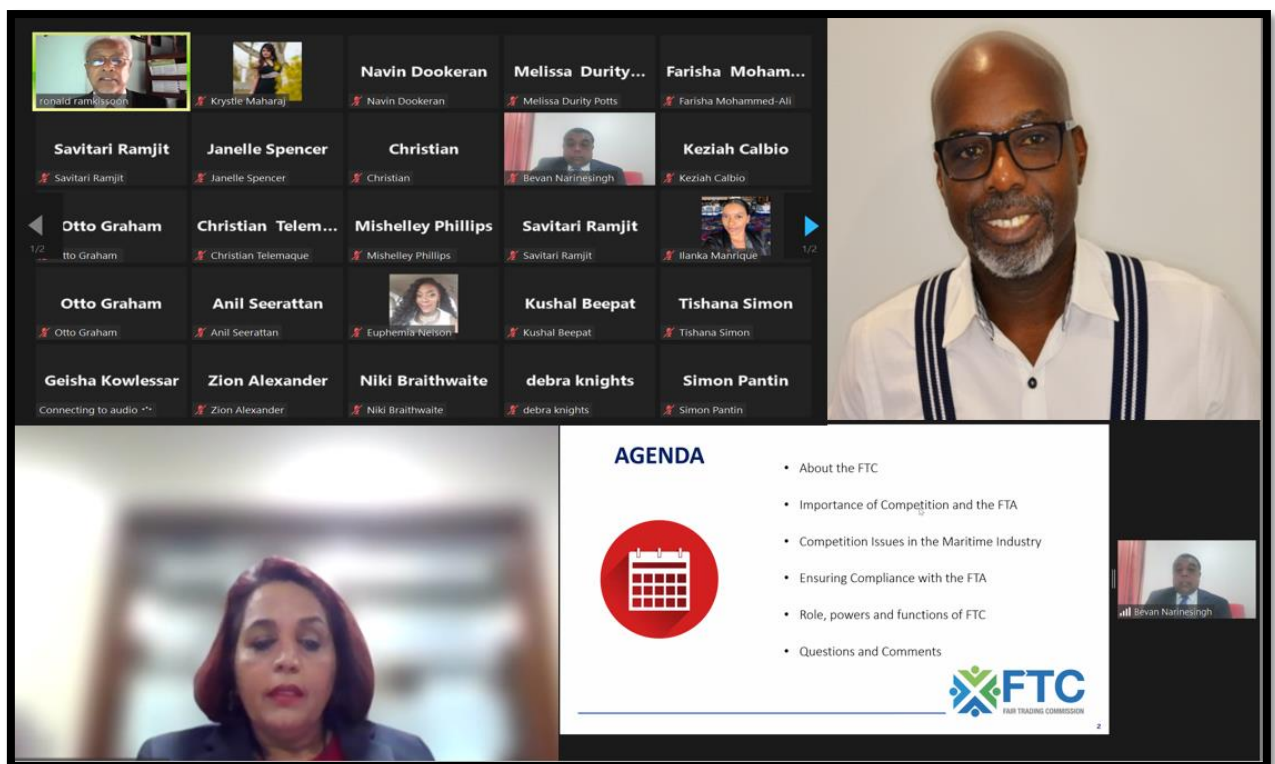 Navin Dookeran
Melissa Durity...
Farisha Moham...
ronald ramkissoon
Krystle Maharaj
Navin Dookeran
Melissa Durity Potts
Farisha Mohammed-Ali
Savitari Ramjit
Janelle Spencer
Christian
Keziah Calbio
Savitari Ramjit
Janelle Spencer
Christian
Bevan Narinesingh
Keziah Calbio
Otto Graham
Christian Telem...
Mishelley Phillips
Savitari Ramjit
1/2
tto Graham
Christian Telemaque
Mishelley Phillips
Savitari Ramjit
Ilanka Manrique
1/2
Otto Graham
Anil Seerattan
Kushal Beepat
Tishana Simon
Otto Graham
Anil Seerattan
Euphemia Nelson
Kushal Beepat
Tishana Simon
Geisha Kowlessar
Zion Alexander
Niki Braithwaite
debra knights
Simon Pantin
Connecting to audio
Zion Alexander
Niki Braithwaite
debra knights
Simon Pantin
AGENDA
• About the FTC
• Importance of Competition and the FTA
• Competition Issues in the Maritime Industry
• Ensuring Compliance with the FTA
• Role, powers and functions of FTC
• Questions and Comments
FTC
FAIR TRADING COMMISSION
2
Bevan Narinesingh